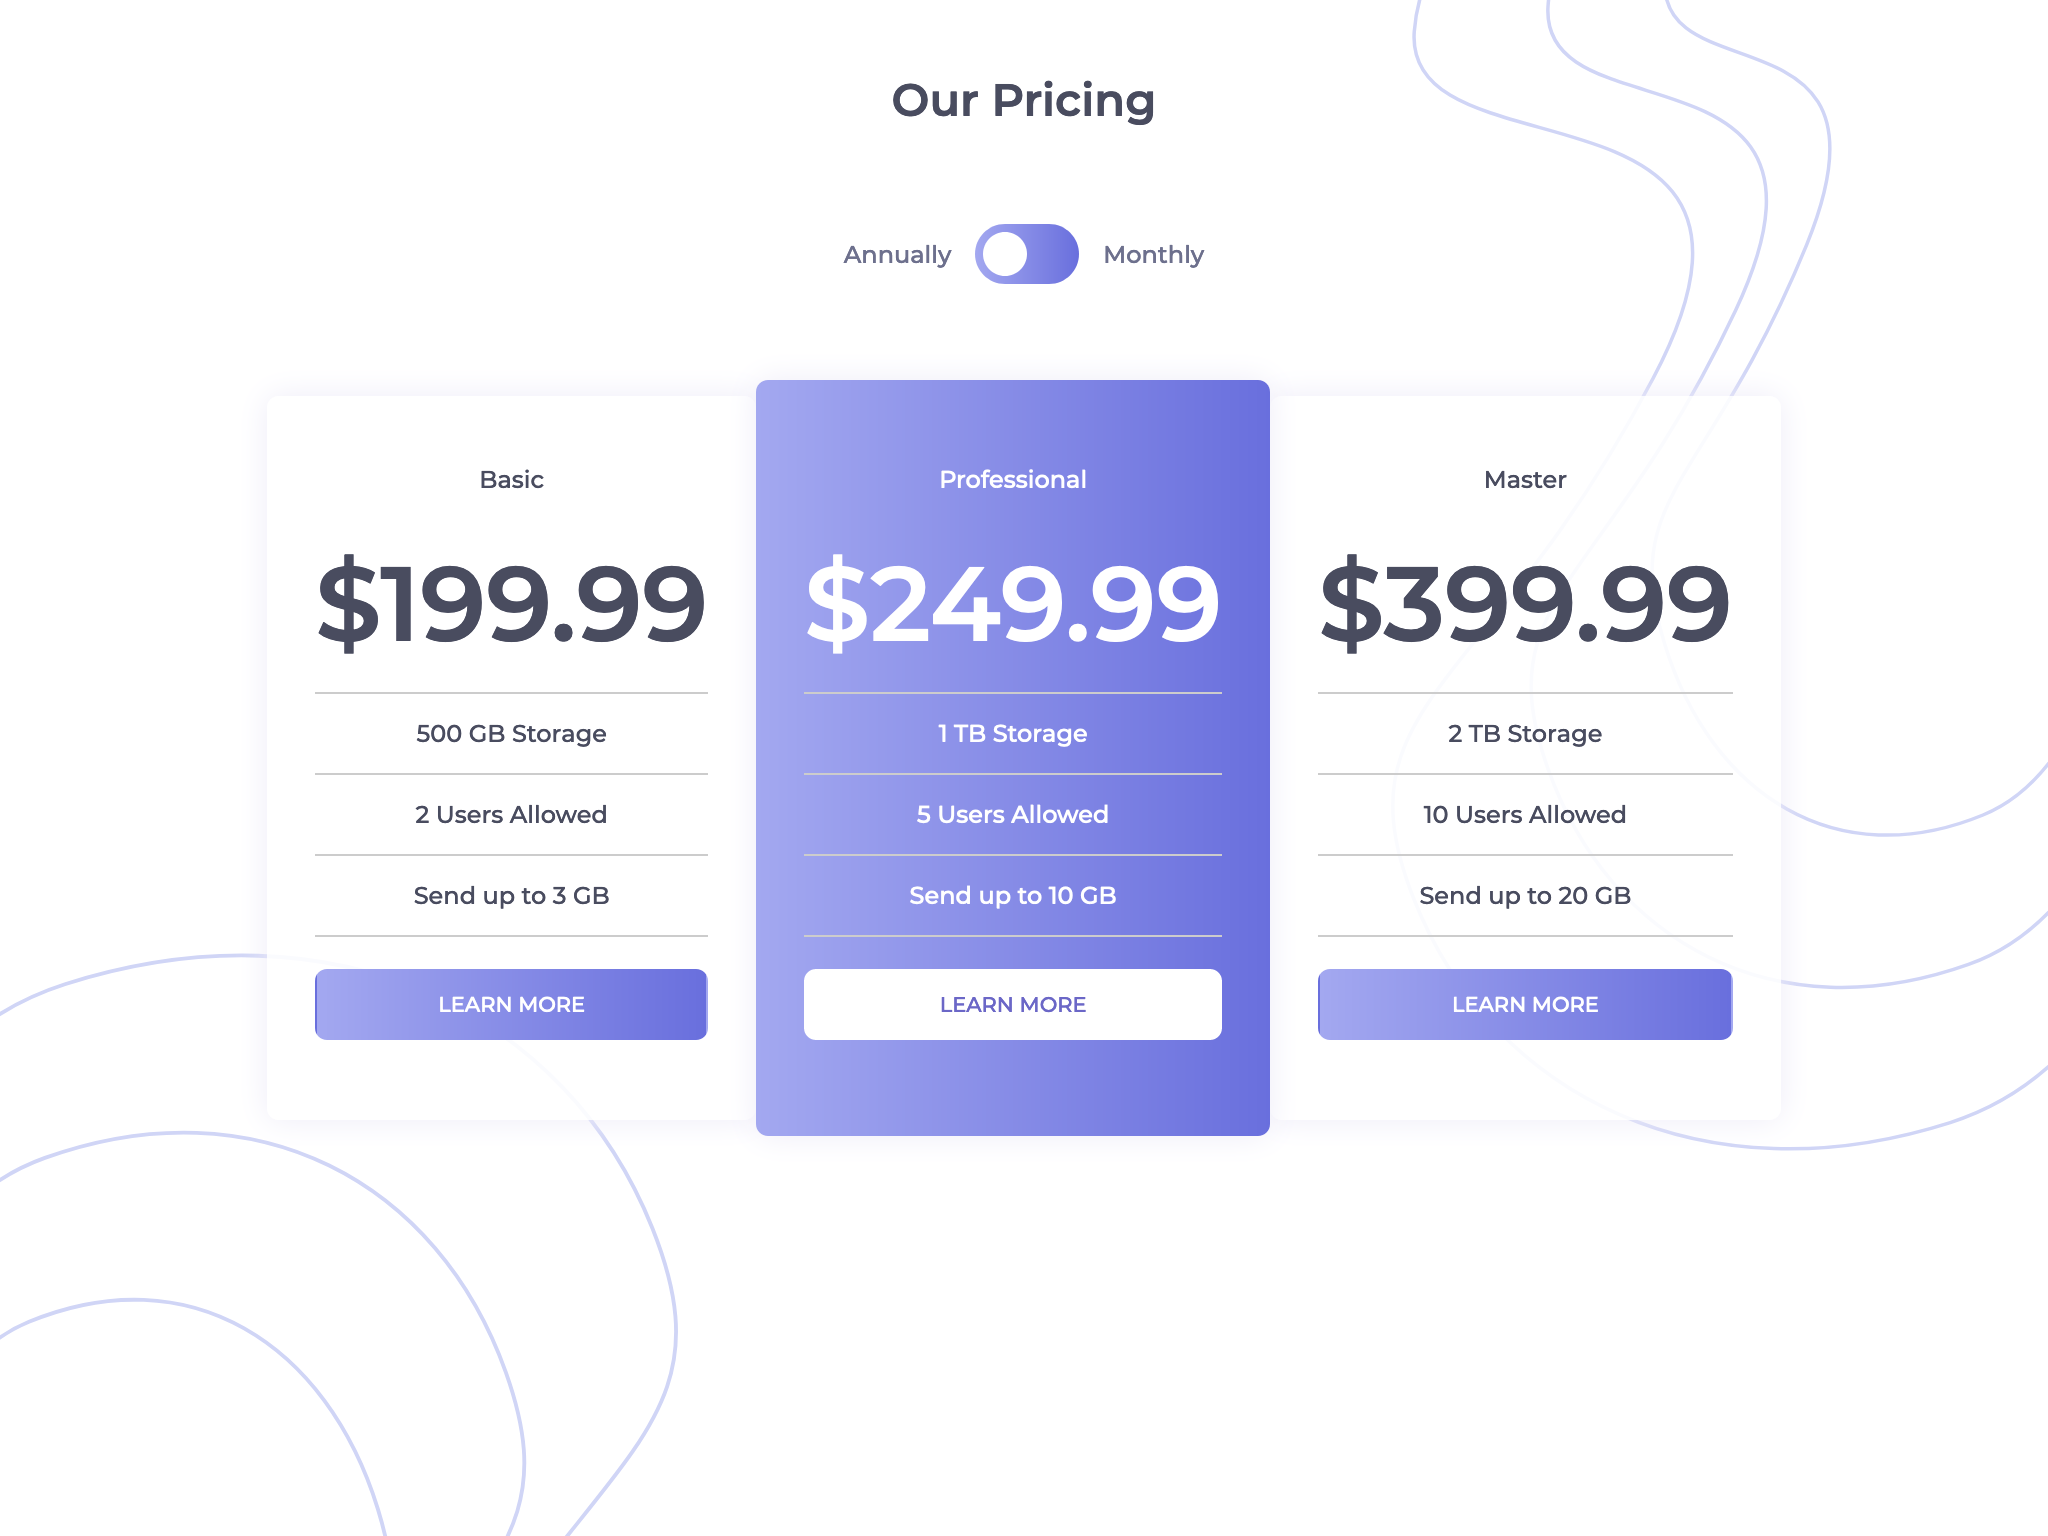 Our Pricing
Annually
Monthly
Basic
$199.99
500 GB Storage
2 Users Allowed
Send up to 3 GB
LEARN MORE
Professional
$249.99
1 TB Storage
5 Users Allowed
Send up to 10 GB
LEARN MORE
Master
$399.99
2 TB Storage
10 Users Allowed
Send up to 20 GB
LEARN MORE